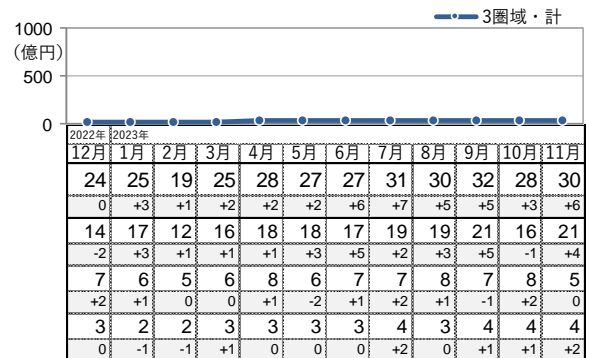 3圏域・計
1000
(億円)
500
0
2022年 2023年
12月 1月 2月 3月 4月 5月 6月 7月 8月 9月 10月 11月
24 25 19 25 28 27 27 31 30 32 28 30
0 +3 +1 +2 +2 +2 +6 +7 +5 +5 +3 +6
14 17 12 16 18 18 17 19 19 21 16 21
-2 +3 +1 +1 +1 +3 +5 +2 +3 +5 -1 +4
7 6 5 6 8 6 7 7 8 7 8 5
+2 +1 0 0 +1 -2 +1 +2 +1 -1 +2 0
3 2 2 3 3 3 3 4 3 4 4 4
0 -1 -1 +1 0 0 0 +2 0 +1 +1 +2